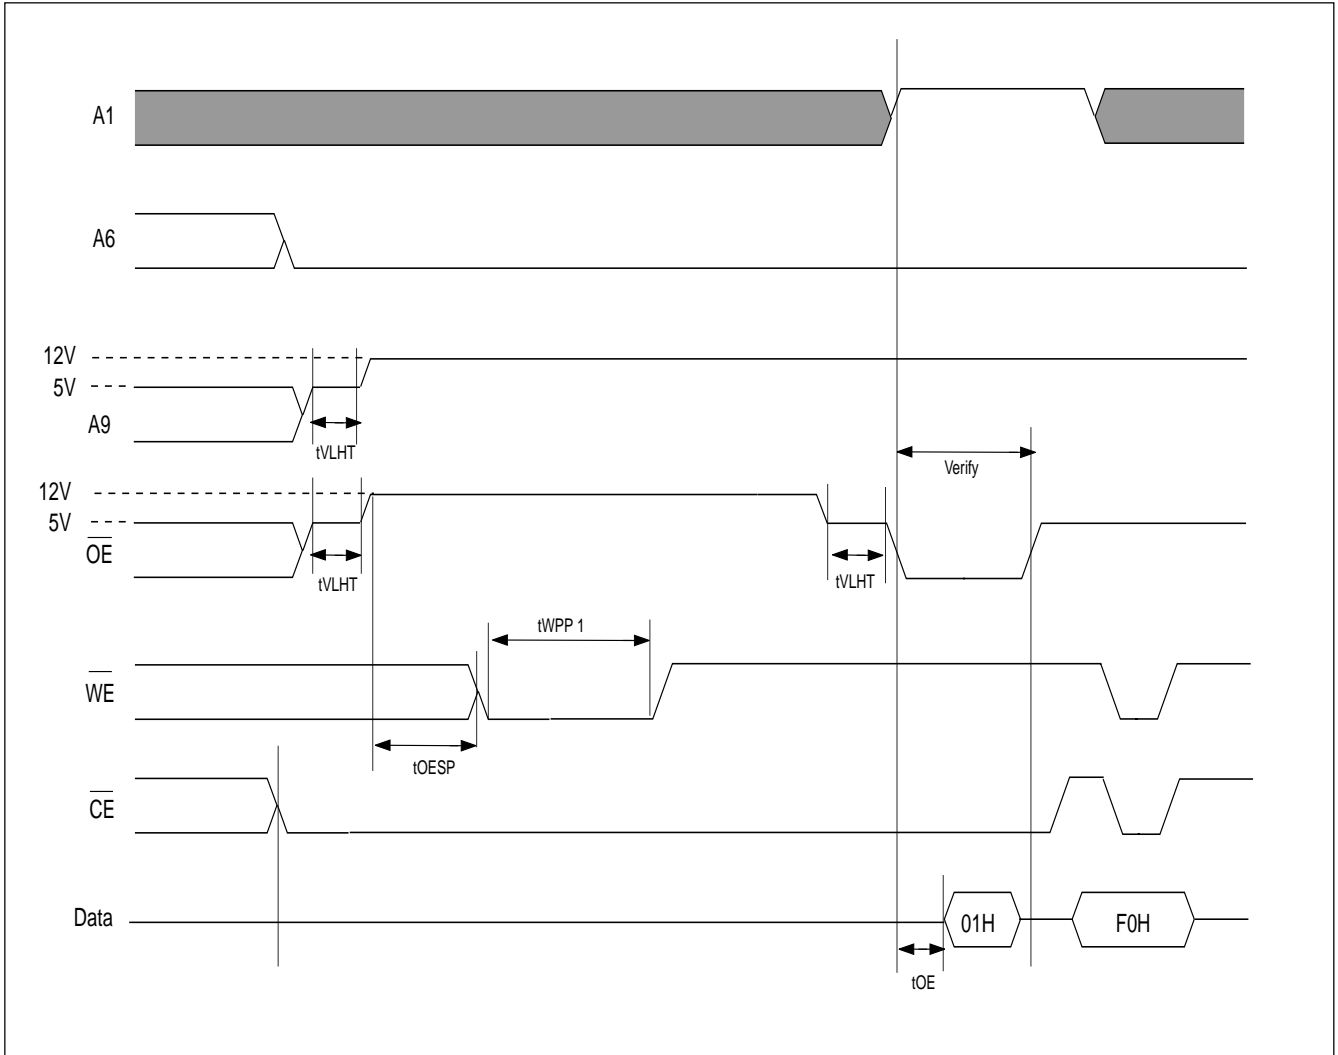 A1
A6
12V
5V
A9
tVLHT
Verify
12V
5V
OE
tVLHT
tVLHT
tWPP 1
WE
tOESP
CE
Data
01H
F0H
tOE